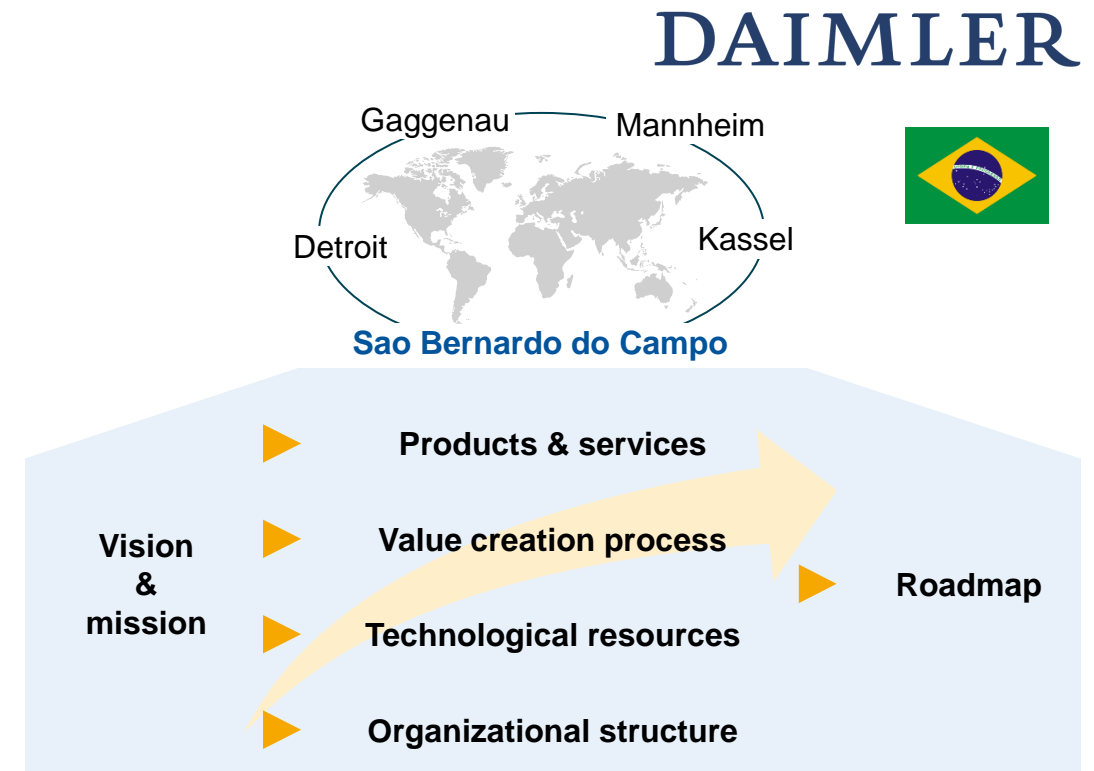 DAIMLER
Gaggenau
Mannheim
Detroit
Kassel
Sao Bernardo do Campo
Products & services
Value creation process
Vision
&
mission
Roadmap
Technological resources
Organizational structure